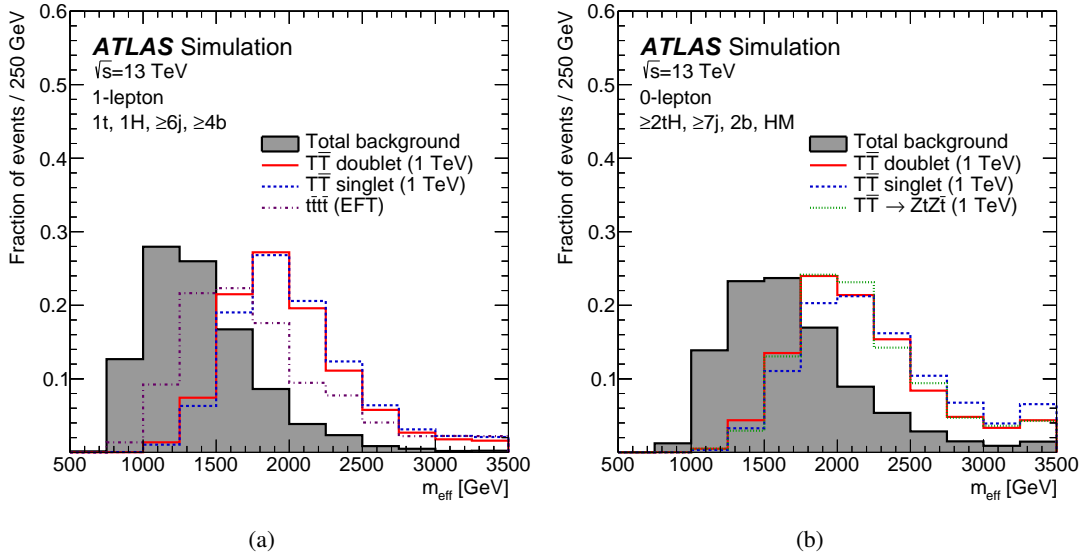 Fraction of events / 250 GeV
0.6
0.5
0.4
0.3
0.2
0.1
ATLAS Simulation
√s=13 TeV
1-lepton
1t, 1H, ≥6j, ≥4b
Total background
TT̅ doublet (1 TeV)
TT̅ singlet (1 TeV)
tt̅tt̅ (EFT)
500 1000 1500 2000 2500 3000 3500
m_eff [GeV]
(a)
Fraction of events / 250 GeV
0.6
0.5
0.4
0.3
0.2
0.1
ATLAS Simulation
√s=13 TeV
0-lepton
≥2tH, ≥7j, 2b, HM
Total background
TT̅ doublet (1 TeV)
TT̅ singlet (1 TeV)
TT̅ → ZtZt̅ (1 TeV)
500 1000 1500 2000 2500 3000 3500
m_eff [GeV]
(b)